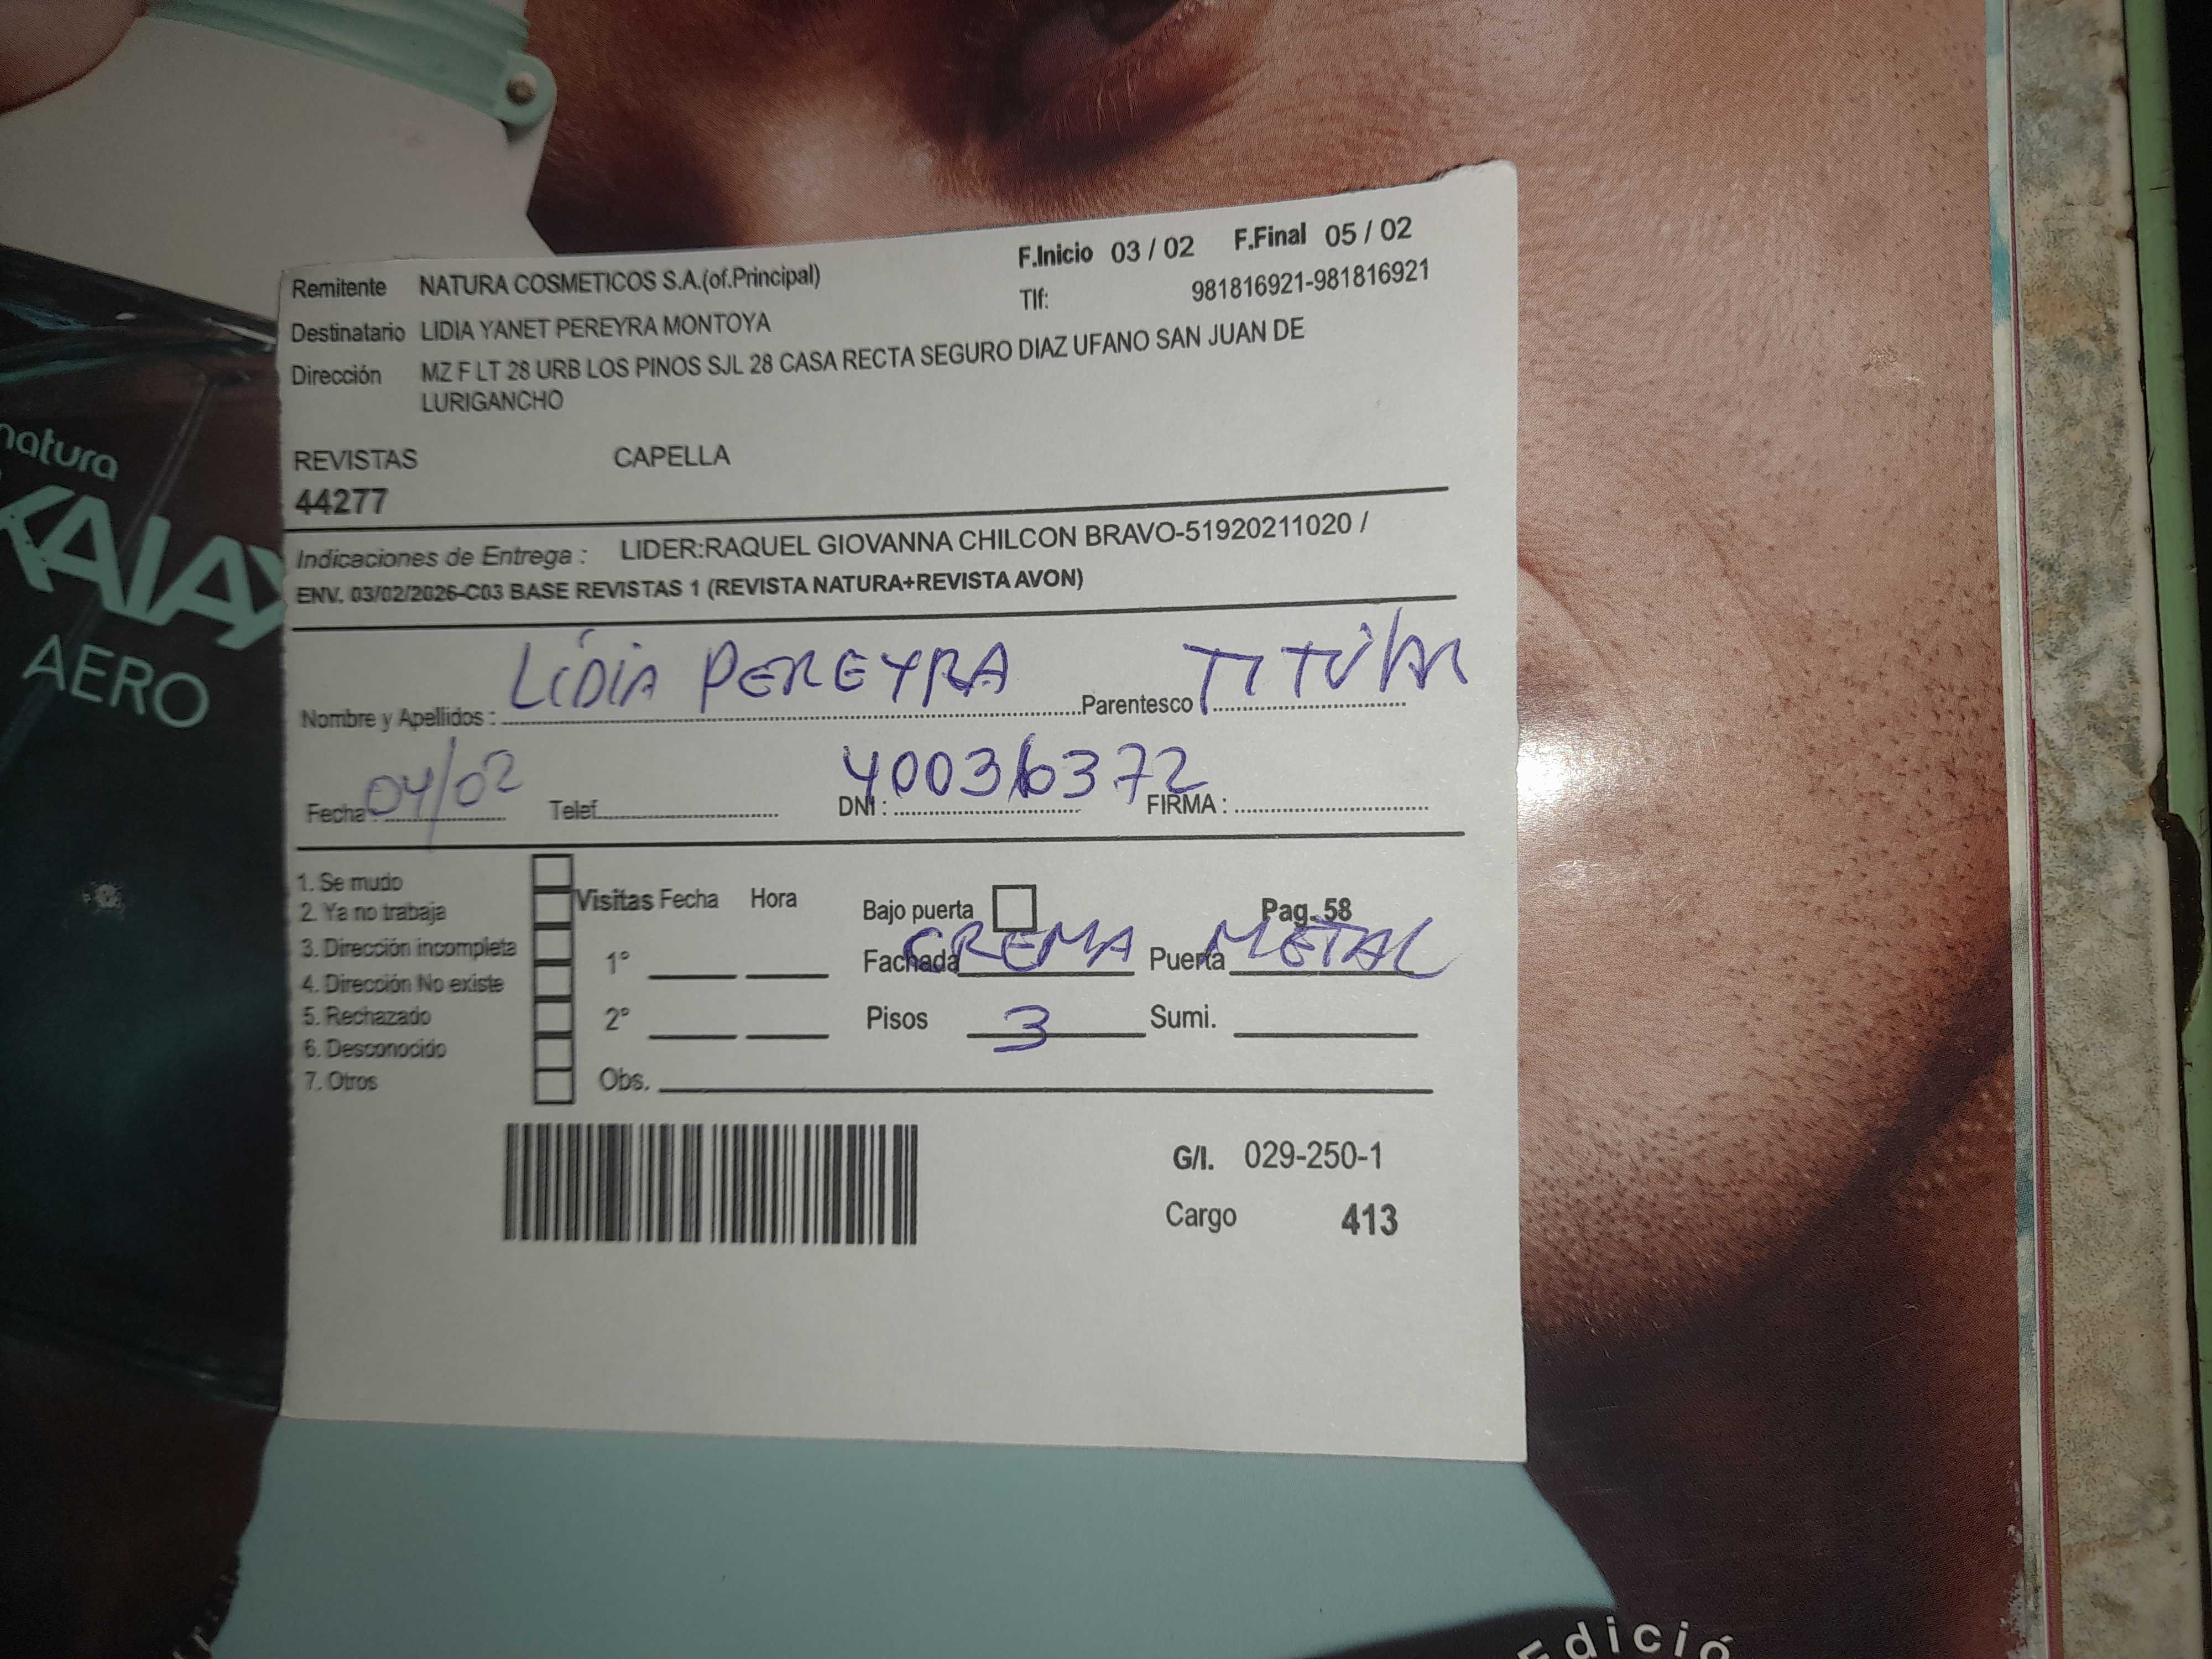 F.Inicio 03 / 02 F.Final 05 / 02
Remitente NATURA COSMETICOS S.A.(of.Principal) Tlf: 981816921-981816921
Destinatario LIDIA YANET PEREYRA MONTOYA
Dirección MZ F LT 28 URB LOS PINOS SJL 28 CASA RECTA SEGURO DIAZ UFANO SAN JUAN DE
LURIGANCHO
REVISTAS CAPELLA
44277
Indicaciones de Entrega : LIDER:RAQUEL GIOVANNA CHILCON BRAVO-51920211020 /
ENV. 03/02/2026-C03 BASE REVISTAS 1 (REVISTA NATURA+REVISTA AVON)
Nombre y Apellidos : LIDIA PEREYRA Parentesco TITULAR
Fecha : 04/02 Telef. DNI : 40036372 FIRMA :
1. Se mudo
2. Ya no trabaja
3. Dirección incompleta
4. Dirección No existe
5. Rechazado
6. Desconocido
7. Otros
Visitas Fecha Hora
1°
2°
Obs.
Bajo puerta Pag. 58
Fachada CREMA Puerta METAL
Pisos 3 Sumi.
G/I. 029-250-1
Cargo 413
natura
KAIAK
AERO
Edició